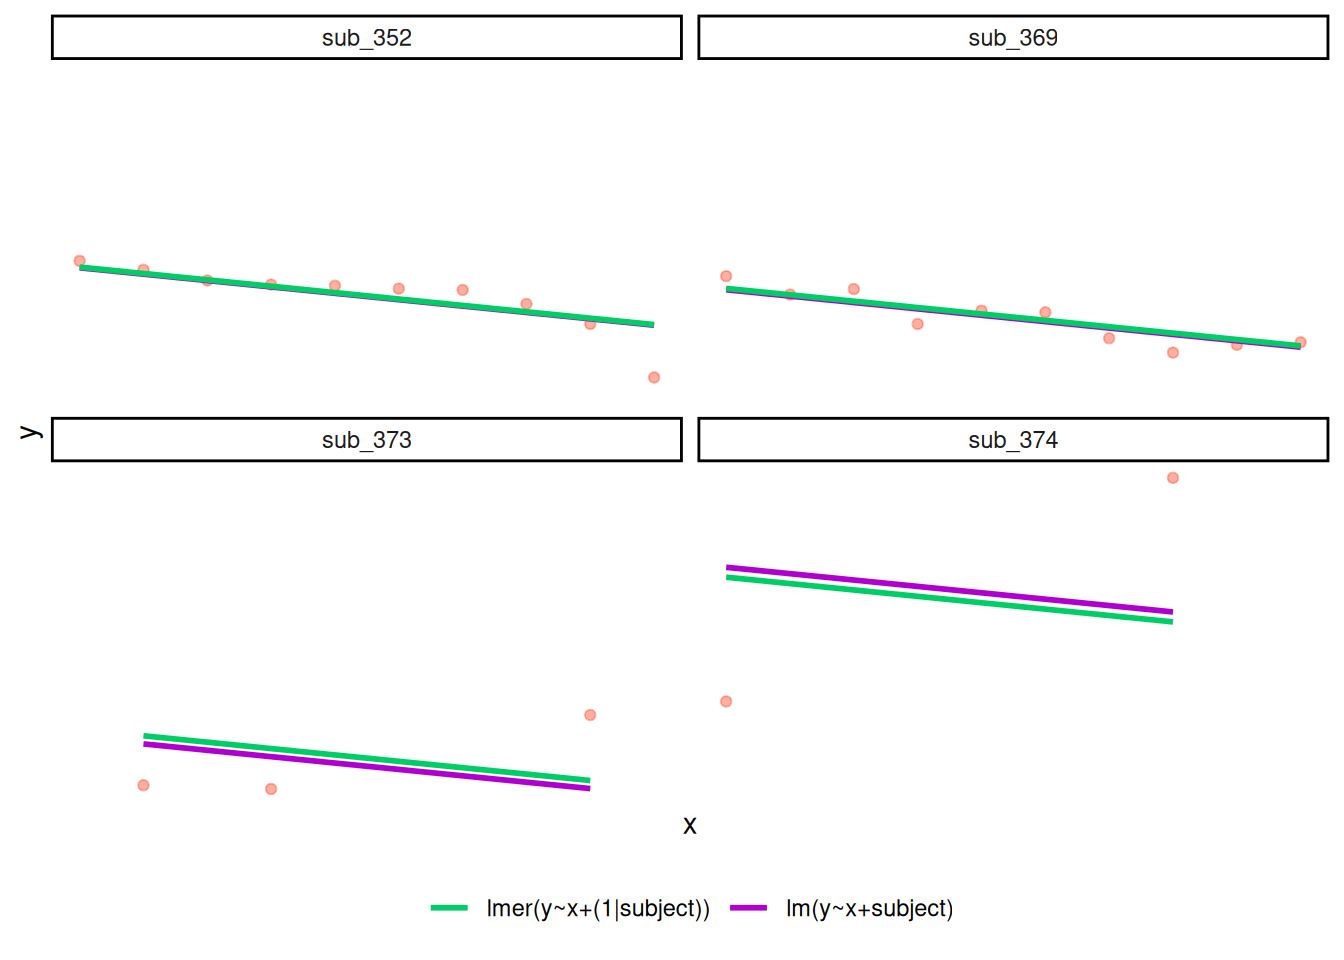 sub_352
sub_369
y
sub_373
sub_374
x
lmer(y~x+(1|subject))
lm(y~x+subject)